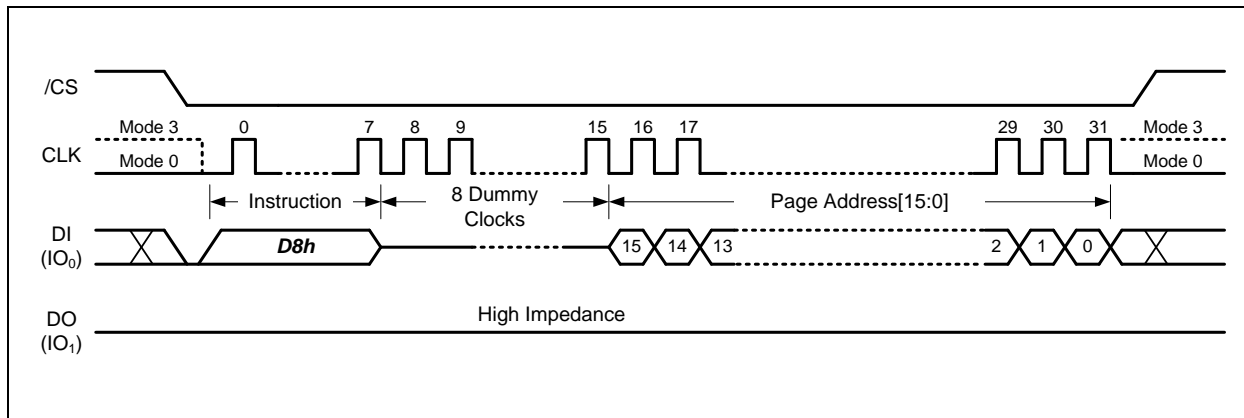 /CS
Mode 3 0 7 8 9 15 16 17 29 30 31 Mode 3
CLK
Mode 0 Mode 0
Instruction 8 Dummy Page Address[15:0]
Clocks
DI
(IO0) D8h 15 14 13 2 1 0
High Impedance
DO
(IO1)